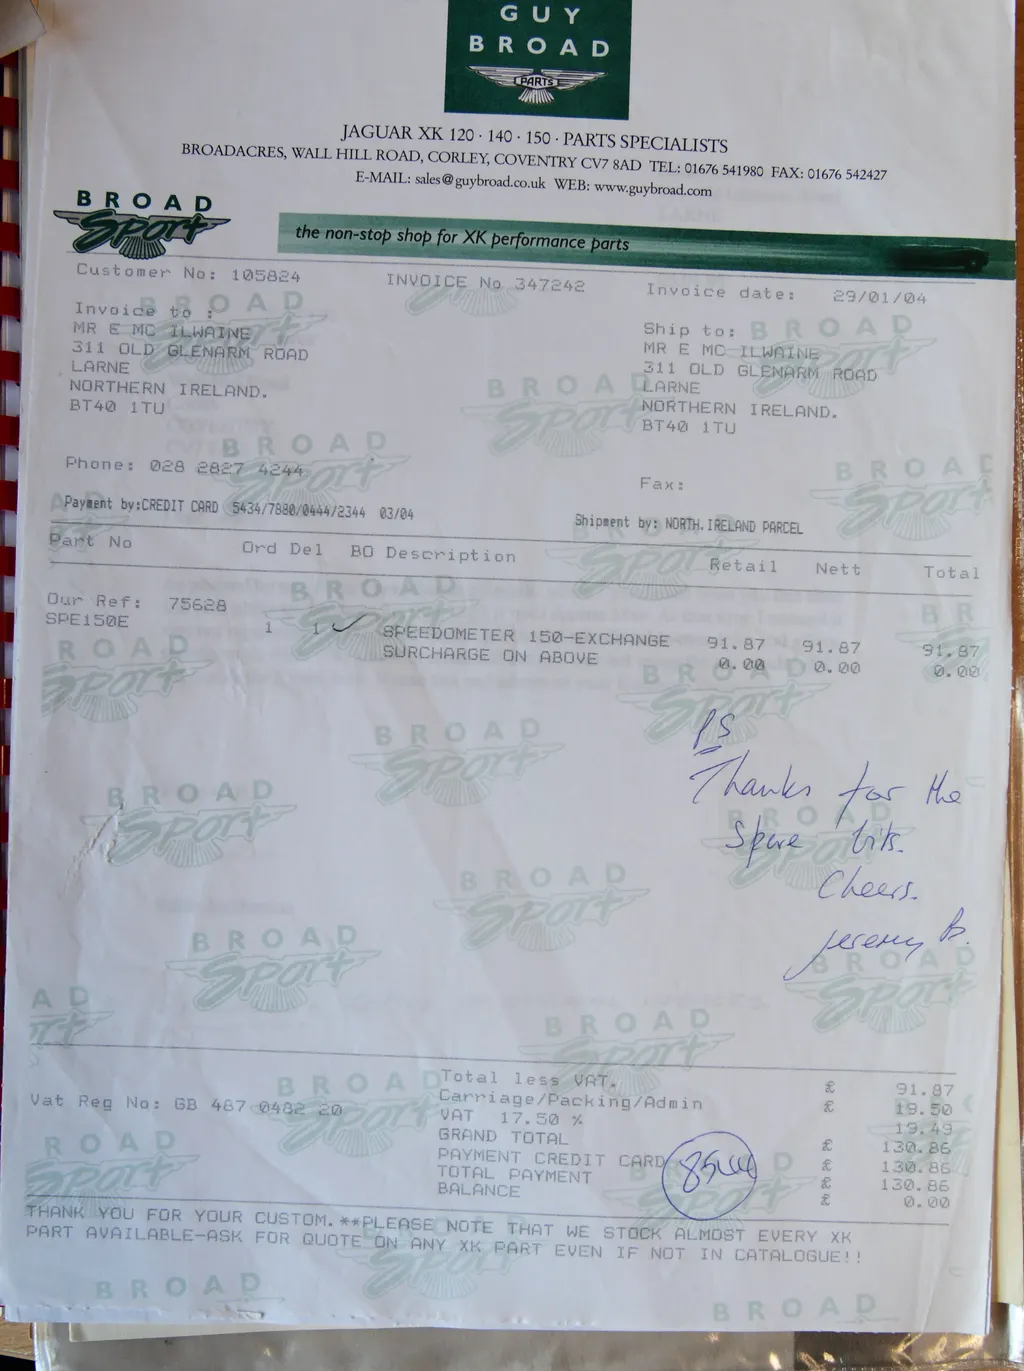 GUY
BROAD
PARTS
JAGUAR XK 120 · 140 · 150 · PARTS SPECIALISTS
BROADACRES, WALL HILL ROAD, CORLEY, COVENTRY CV7 8AD TEL: 01676 541980 FAX: 01676 542427
E-MAIL: sales@guybroad.co.uk WEB: www.guybroad.com
BROAD
Sport
the non-stop shop for XK performance parts
Customer No: 105824 INVOICE No 347242 Invoice date: 29/01/04
Invoice to :
MR E MC ILWAINE
311 OLD GLENARM ROAD
LARNE
NORTHERN IRELAND.
BT40 1TU
Ship to:
MR E MC ILWAINE
311 OLD GLENARM ROAD
LARNE
NORTHERN IRELAND.
BT40 1TU
Phone: 028 2827 4244
Fax:
Payment by:CREDIT CARD 5434/7880/0444/2344 03/04
Shipment by: NORTH.IRELAND PARCEL
Part No Ord Del BO Description Retail Nett Total
Our Ref: 75628
SPE150E 1 1 SPEEDOMETER 150-EXCHANGE 91.87 91.87 91.87
SURCHARGE ON ABOVE 0.00 0.00 0.00
PS
Thanks for the
Spare bits.
Cheers.
Jeremy B.
Vat Reg No: GB 487 0482 20
Total less VAT. £ 91.87
Carriage/Packing/Admin £ 19.50
VAT 17.50 % 19.49
GRAND TOTAL £ 130.86
PAYMENT CREDIT CARD £ 130.86
TOTAL PAYMENT £ 130.86
BALANCE £ 0.00
THANK YOU FOR YOUR CUSTOM.**PLEASE NOTE THAT WE STOCK ALMOST EVERY XK
PART AVAILABLE-ASK FOR QUOTE ON ANY XK PART EVEN IF NOT IN CATALOGUE!!